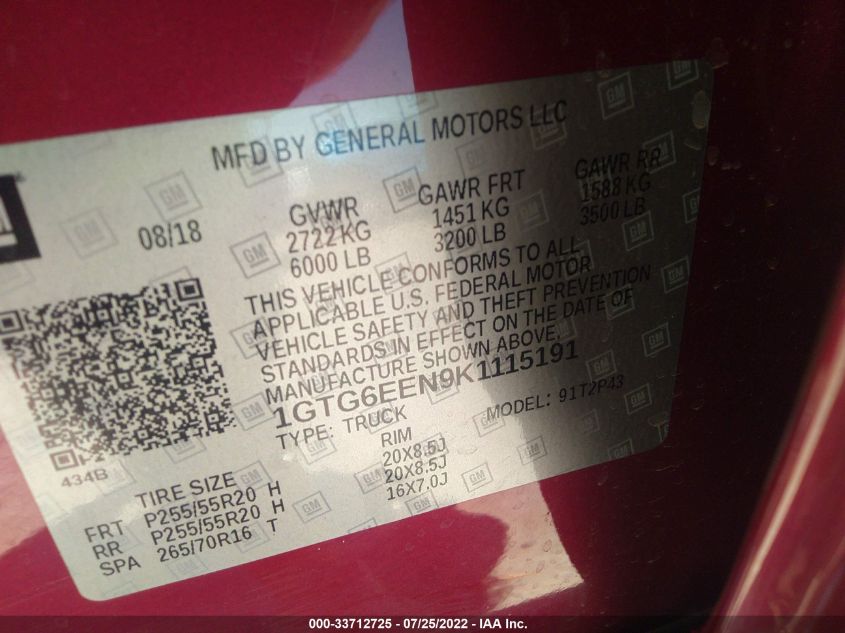 MFD BY GENERAL MOTORS LLC
08/18
GVWR
2722 KG
6000 LB
GAWR FRT
1451 KG
3200 LB
GAWR RR
1588 KG
3500 LB
THIS VEHICLE CONFORMS TO ALL
APPLICABLE U.S. FEDERAL MOTOR
VEHICLE SAFETY AND THEFT PREVENTION
STANDARDS IN EFFECT ON THE DATE OF
MANUFACTURE SHOWN ABOVE.
1GTG6EEN9K1115191
TYPE: TRUCK MODEL: 91T2P43
434B
TIRE SIZE RIM
FRT P255/55R20 H 20X8.5J
RR P255/55R20 H 20X8.5J
SPA 265/70R16 T 16X7.0J
000-33712725 - 07/25/2022 - IAA Inc.